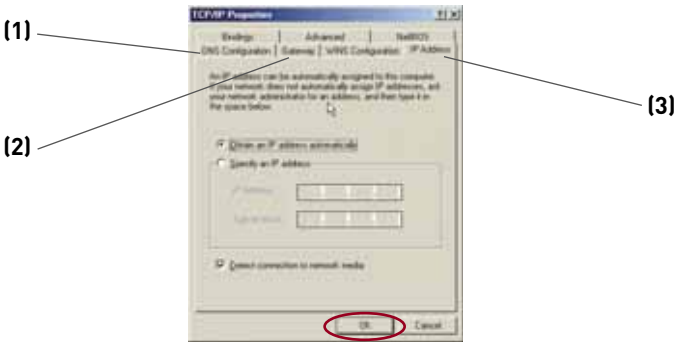 TCP/IP Properties
? X
(1)
Bindings Advanced NetBIOS
DNS Configuration Gateway WINS Configuration IP Address
An IP address can be automatically assigned to this computer.
If your network does not automatically assign IP addresses, ask
your network administrator for an address, and then type it in
the space below.
(3)
(2)
Obtain an IP address automatically
Specify an IP address
IP Address:
Detect connection to network media
OK Cancel